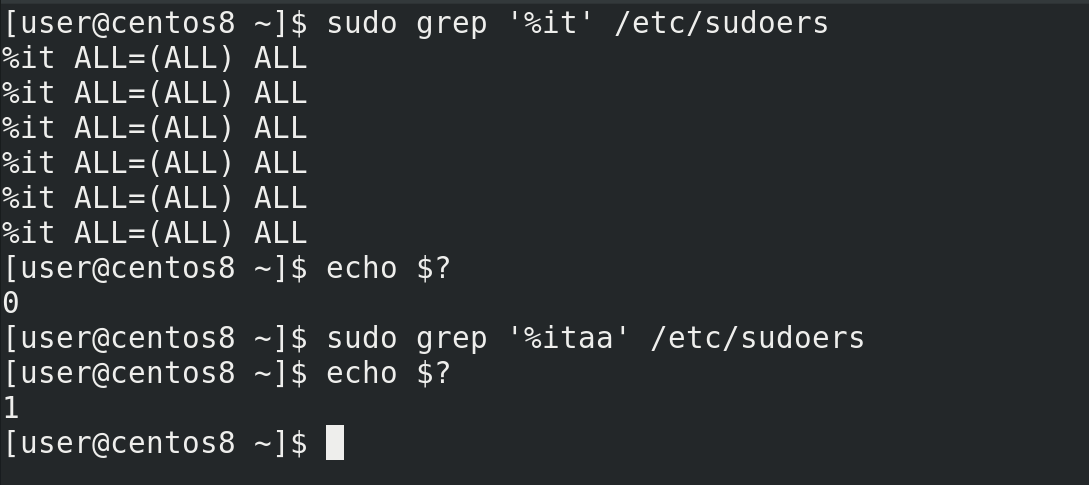 [user@centos8 ~]$ sudo grep '%it' /etc/sudoers
%it ALL=(ALL) ALL
%it ALL=(ALL) ALL
%it ALL=(ALL) ALL
%it ALL=(ALL) ALL
%it ALL=(ALL) ALL
%it ALL=(ALL) ALL
[user@centos8 ~]$ echo $?
0
[user@centos8 ~]$ sudo grep '%itaa' /etc/sudoers
[user@centos8 ~]$ echo $?
1
[user@centos8 ~]$